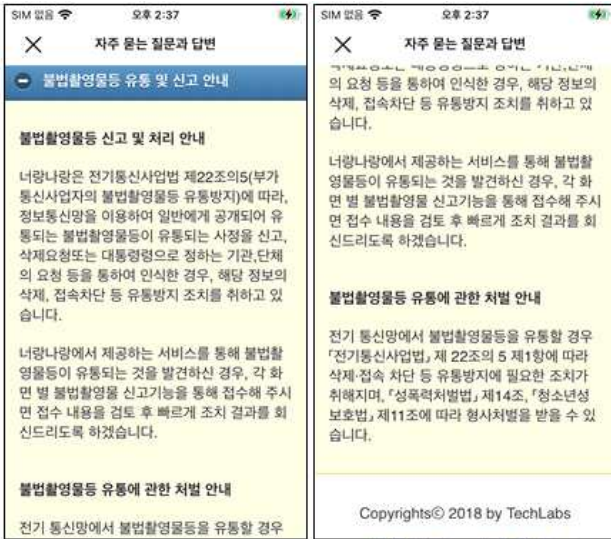 SIM 없음 오후 2:37
자주 묻는 질문과 답변
불법촬영물등 유통 및 신고 안내
불법촬영물등 신고 및 처리 안내
너랑나랑은 전기통신사업법 제22조의5(부가
통신사업자의 불법촬영물등 유통방지)에 따라,
정보통신망을 이용하여 일반에게 공개되어 유
통되는 불법촬영물등이 유통되는 사정을 신고,
삭제요청또는 대통령령으로 정하는 기관,단체
의 요청 등을 통하여 인식한 경우, 해당 정보의
삭제, 접속차단 등 유통방지 조치를 취하고 있
습니다.
너랑나랑에서 제공하는 서비스를 통해 불법촬
영물등이 유통되는 것을 발견하신 경우, 각 화
면 별 불법촬영물 신고기능을 통해 접수해 주시
면 접수 내용을 검토 후 빠르게 조치 결과를 회
신드리도록 하겠습니다.
불법촬영물등 유통에 관한 처벌 안내
전기 통신망에서 불법촬영물등을 유통할 경우
SIM 없음 오후 2:37
자주 묻는 질문과 답변
삭제요청또는 대통령령으로 정하는 기관,단체
의 요청 등을 통하여 인식한 경우, 해당 정보의
삭제, 접속차단 등 유통방지 조치를 취하고 있
습니다.
너랑나랑에서 제공하는 서비스를 통해 불법촬
영물등이 유통되는 것을 발견하신 경우, 각 화
면 별 불법촬영물 신고기능을 통해 접수해 주시
면 접수 내용을 검토 후 빠르게 조치 결과를 회
신드리도록 하겠습니다.
불법촬영물등 유통에 관한 처벌 안내
전기 통신망에서 불법촬영물등을 유통할 경우
「전기통신사업법」 제 22조의 5 제1항에 따라
삭제·접속 차단 등 유통방지에 필요한 조치가
취해지며, 「성폭력처벌법」 제14조, 「청소년성
보호법」 제11조에 따라 형사처벌을 받을 수 있
습니다.
Copyrightsⓒ 2018 by TechLabs